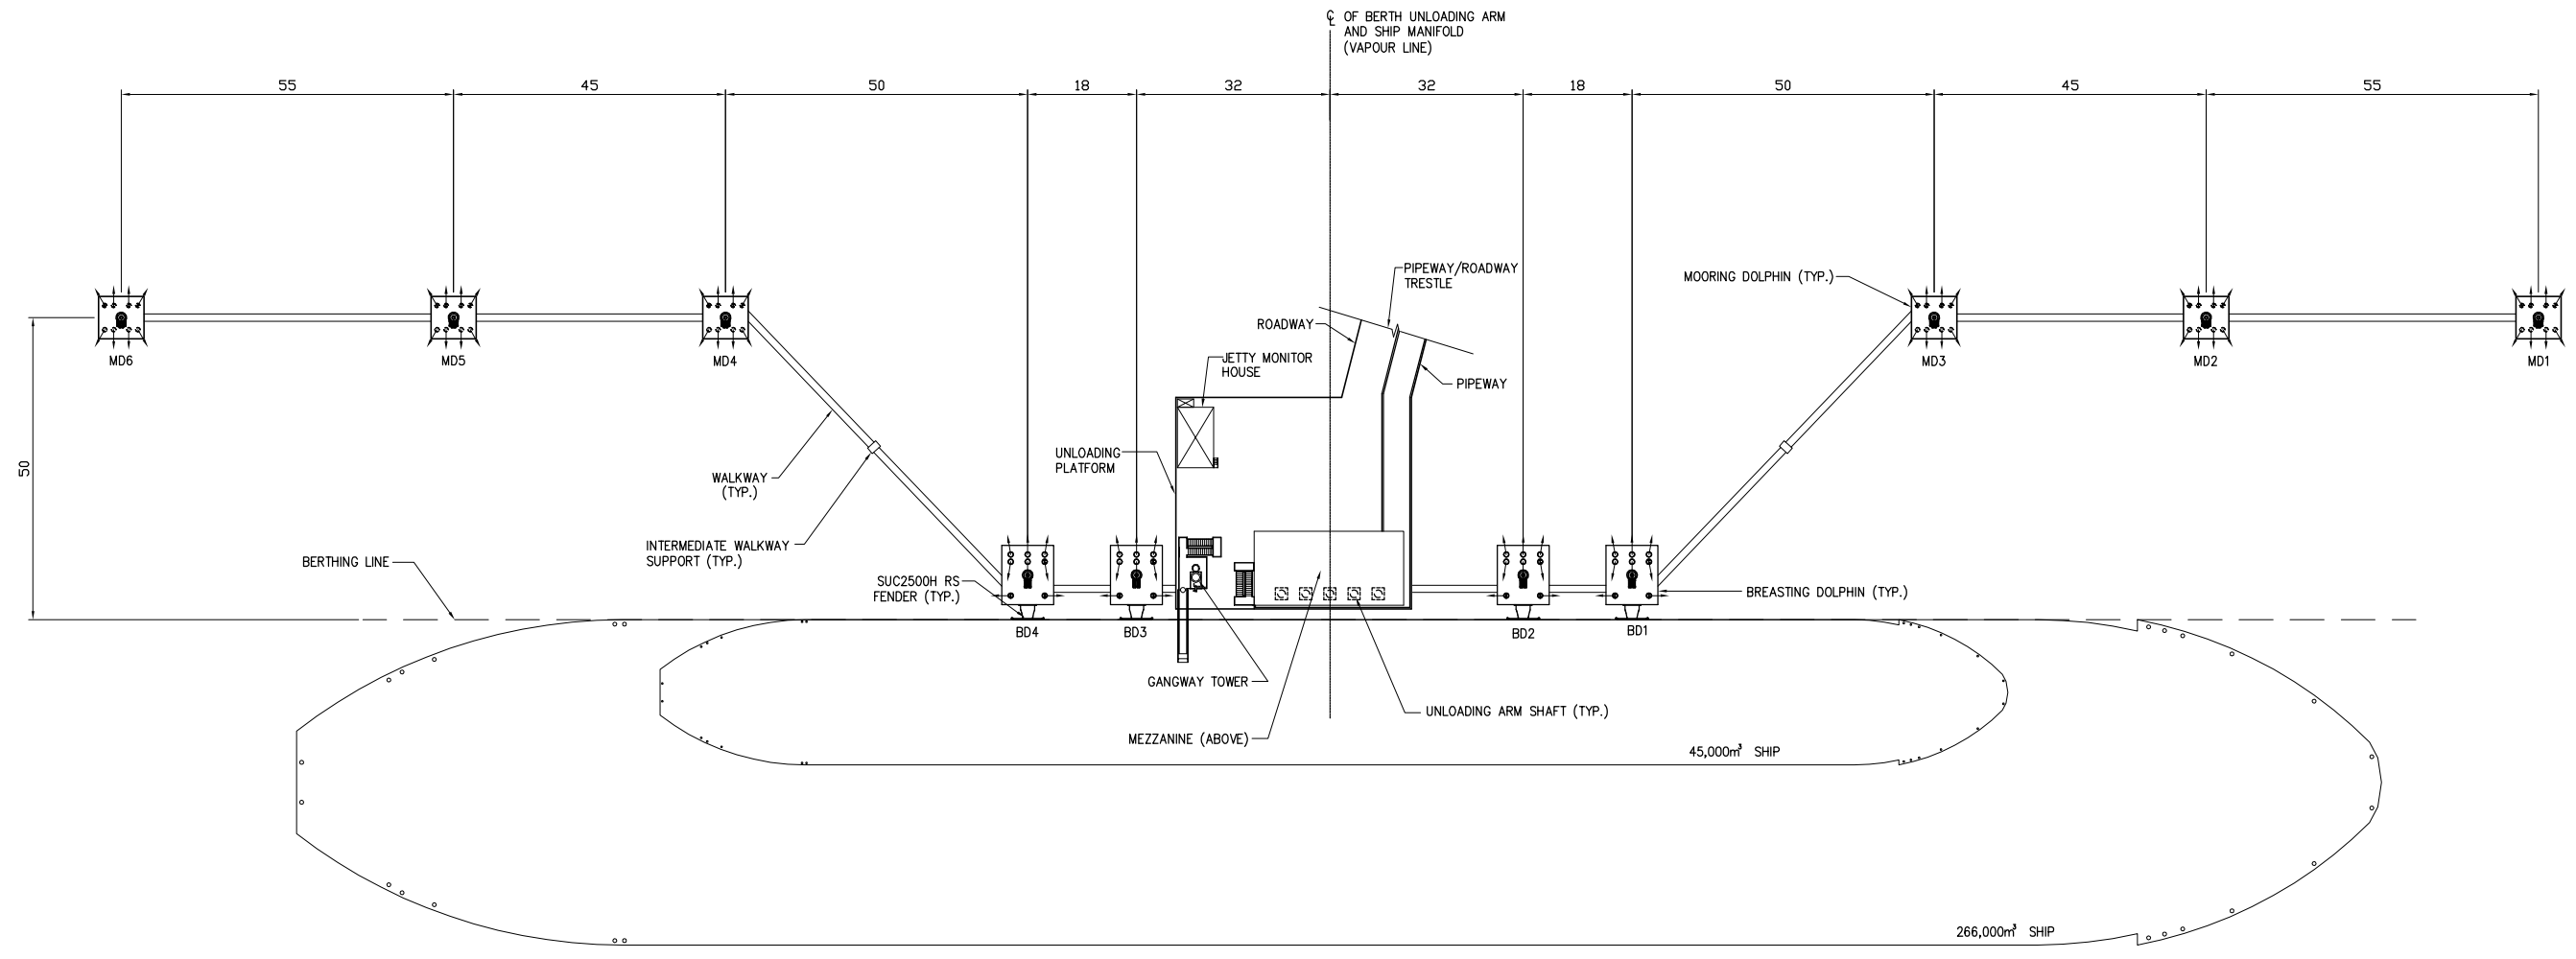 ℄ OF BERTH UNLOADING ARM
AND SHIP MANIFOLD
(VAPOUR LINE)
55 45 50 18 32 32 18 50 45 55
PIPEWAY/ROADWAY
TRESTLE
MOORING DOLPHIN (TYP.)
ROADWAY
JETTY MONITOR
HOUSE
MD6 MD5 MD4 MD3 MD2 MD1
PIPEWAY
50
UNLOADING
PLATFORM
WALKWAY
(TYP.)
INTERMEDIATE WALKWAY
SUPPORT (TYP.)
BERTHING LINE
SUC2500H RS
FENDER (TYP.)
BREASTING DOLPHIN (TYP.)
BD4 BD3 BD2 BD1
GANGWAY TOWER
UNLOADING ARM SHAFT (TYP.)
MEZZANINE (ABOVE)
45,000m³ SHIP
266,000m³ SHIP